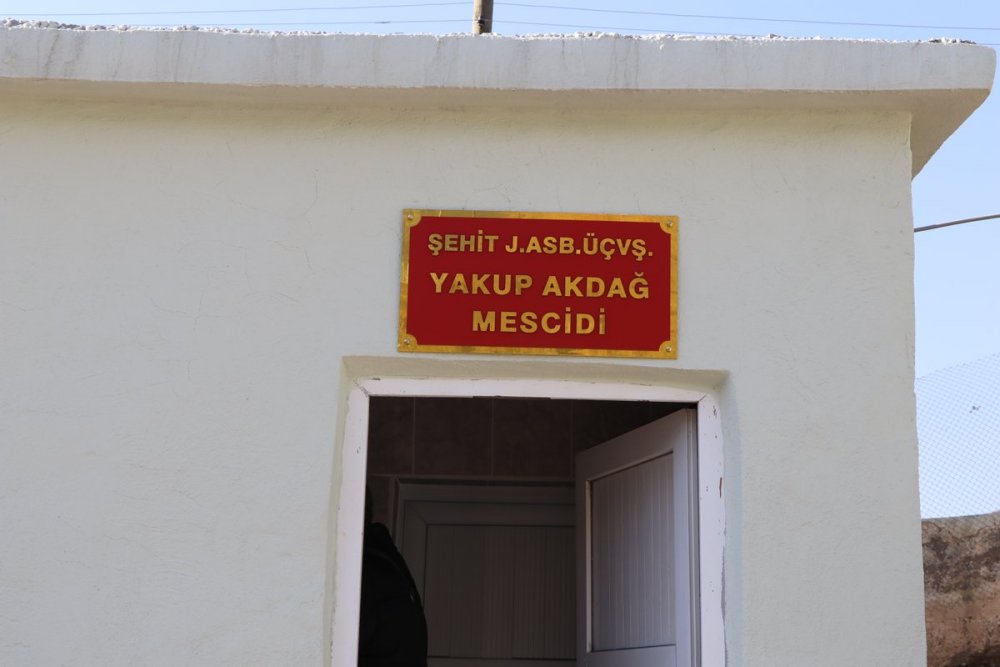 ŞEHİT J.ASB.ÜÇVŞ.
YAKUP AKDAĞ
MESCİDİ